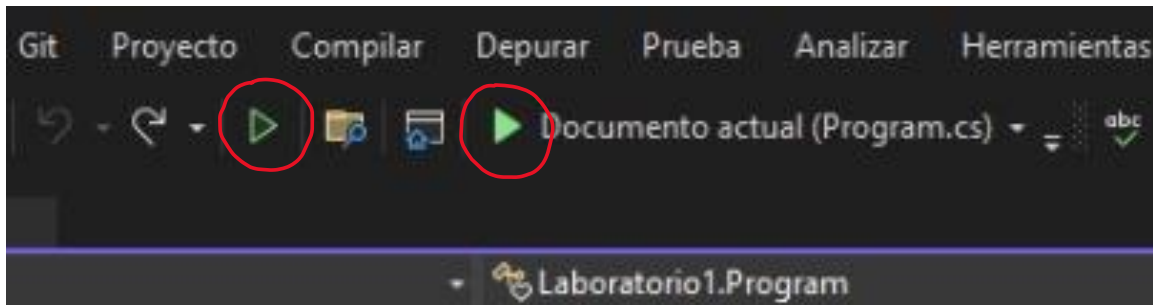 Git Proyecto Compilar Depurar Prueba Analizar Herramientas
Documento actual (Program.cs) abc
Laboratorio1.Program